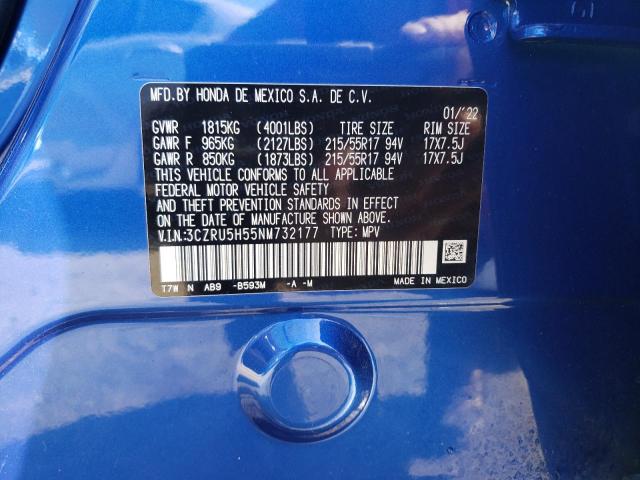 MFD.BY HONDA DE MEXICO S.A. DE C.V.
01/'22
GVWR 1815KG (4001LBS) TIRE SIZE RIM SIZE
GAWR F 965KG (2127LBS) 215/55R17 94V 17X7.5J
GAWR R 850KG (1873LBS) 215/55R17 94V 17X7.5J
THIS VEHICLE CONFORMS TO ALL APPLICABLE
FEDERAL MOTOR VEHICLE SAFETY
AND THEFT PREVENTION STANDARDS IN EFFECT
ON THE DATE OF MANUFACTURE SHOWN ABOVE.
V.I.N.:3CZRU5H55NM732177 TYPE: MPV
T7W N AB9 -B593M -A -M MADE IN MEXICO